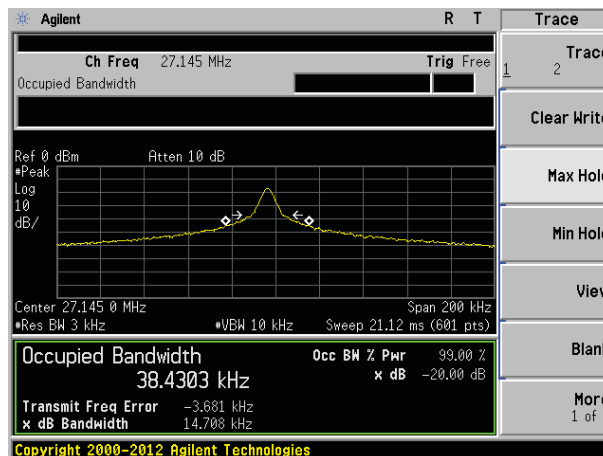 Agilent R T Trace
Ch Freq 27.145 MHz Trig Free
Occupied Bandwidth
Trace
1 2
Clear Write
Max Hold
Min Hold
View
Blank
More
1 of
Ref 0 dBm Atten 10 dB
#Peak
Log
10
dB/
Center 27.145 0 MHz Span 200 kHz
#Res BW 3 kHz #VBW 10 kHz Sweep 21.12 ms (601 pts)
Occupied Bandwidth Occ BW % Pwr 99.00 %
38.4303 kHz x dB -20.00 dB
Transmit Freq Error -3.681 kHz
x dB Bandwidth 14.708 kHz
Copyright 2000-2012 Agilent Technologies